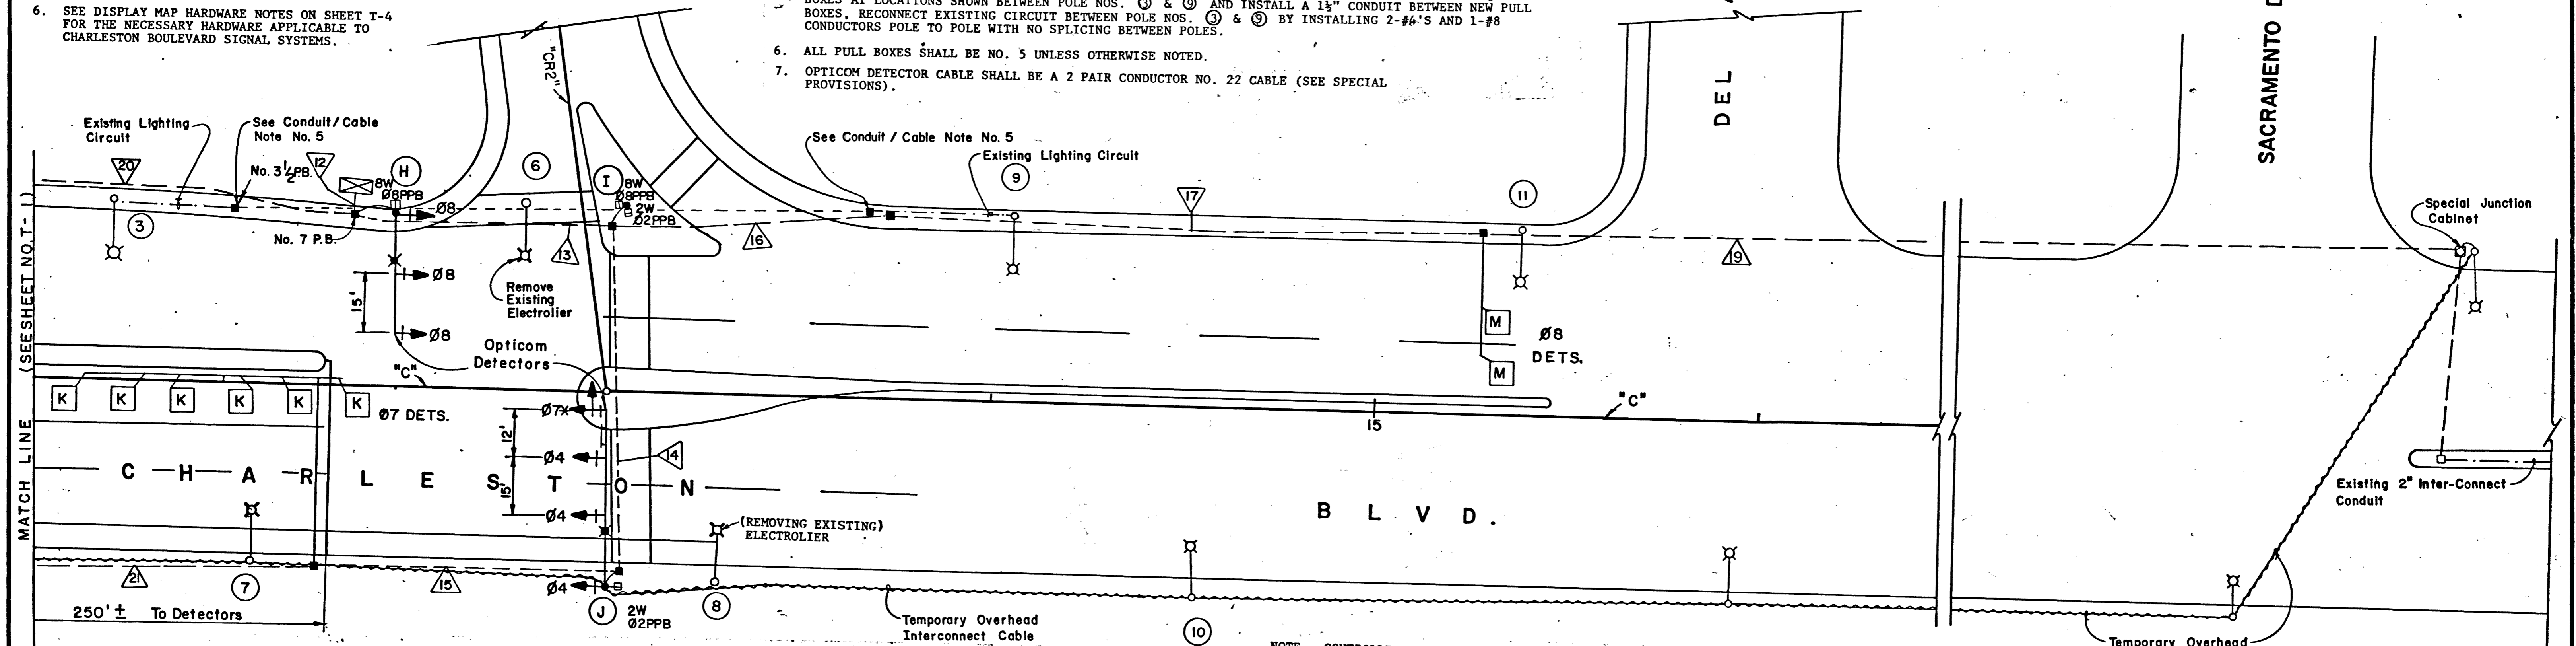 6. SEE DISPLAY MAP HARDWARE NOTES ON SHEET T-4
FOR THE NECESSARY HARDWARE APPLICABLE TO
CHARLESTON BOULEVARD SIGNAL SYSTEMS.
BOXES AT LOCATIONS SHOWN BETWEEN POLE NOS. 3 & 9 AND INSTALL A 1½" CONDUIT BETWEEN NEW PULL
BOXES, RECONNECT EXISTING CIRCUIT BETWEEN POLE NOS. 3 & 9 BY INSTALLING 2-#4'S AND 1-#8
CONDUCTORS POLE TO POLE WITH NO SPLICING BETWEEN POLES.
6. ALL PULL BOXES SHALL BE NO. 5 UNLESS OTHERWISE NOTED.
7. OPTICOM DETECTOR CABLE SHALL BE A 2 PAIR CONDUCTOR NO. 22 CABLE (SEE SPECIAL
PROVISIONS).
"CR2"
DEL
SACRAMENTO D
Existing Lighting
Circuit
See Conduit/Cable
Note No. 5
No. 3½PB.
20
12
H
8W
Ø8PPB
Ø8
3
No. 7 P.B.
6
I
8W
Ø8PPB
2W
Ø2PPB
13
16
See Conduit / Cable Note No. 5
Existing Lighting Circuit
9
17
11
19
Special Junction
Cabinet
Ø8
15'
Ø8
Remove
Existing
Electrolier
Opticom
Detectors
M
M
Ø8
DETS.
MATCH LINE (SEE SHEET NO. T-1)
"C"
K K K K K K
Ø7 DETS.
Ø7
12'
Ø4
15'
Ø4
14
15
"C"
CHARLESTON
BLVD.
Existing 2" Inter-Connect
Conduit
(REMOVING EXISTING)
ELECTROLIER
21
7
15
Ø4
J
2W
Ø2PPB
8
250' ± To Detectors
Temporary Overhead
Interconnect Cable
10
Temporary Overhead